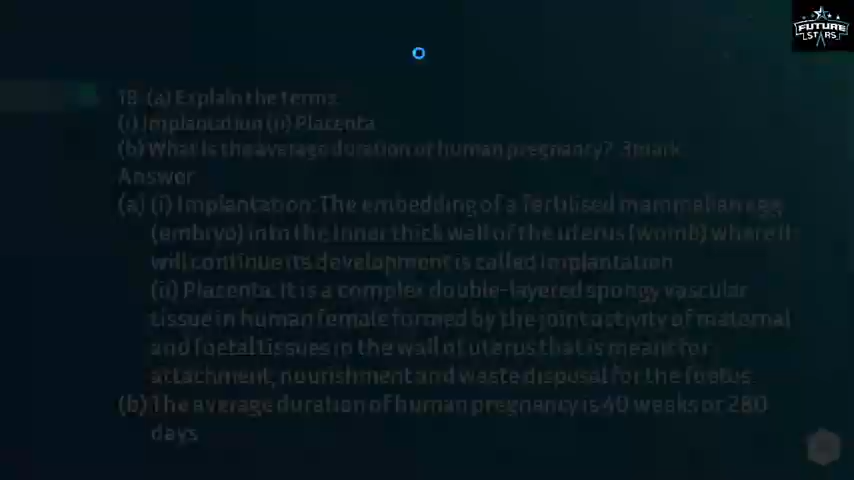 FUTURE
STARS
18. (a) Explain the terms:
(i) Implantation (ii) Placenta
(b) What is the average duration of human pregnancy? 3mark
Answer
(a) (i) Implantation: The embedding of a fertilised mammalian egg
(embryo) into the inner thick wall of the uterus (womb) where it
will continue its development is called implantation
(ii) Placenta: It is a complex double-layered spongy vascular
tissue in human female formed by the joint activity of maternal
and foetal tissues in the wall of uterus that is meant for
attachment, nourishment and waste disposal for the foetus
(b) The average duration of human pregnancy is 40 weeks or 280
days